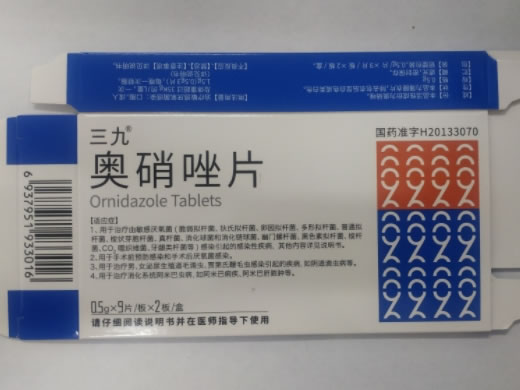 三九®
奥硝唑片
Ornidazole Tablets
国药准字H20133070
【适应症】
1、用于治疗由敏感厌氧菌（脆弱拟杆菌、狄氏拟杆菌、卵圆拟杆菌、多形拟杆菌、普通拟
杆菌、梭状芽胞杆菌、真杆菌、消化球菌和消化链球菌、幽门螺杆菌、黑色素拟杆菌、梭杆
菌、CO₂噬织维菌、牙龈类杆菌等）感染引起的感染性疾病，其他内容详见说明书。
2、用于手术前预防感染和手术后厌氧菌感染。
3、用于治疗男、女泌尿生殖道毛滴虫、贾第氏鞭毛虫感染引起的疾病，如阴道滴虫病等。
4、用于治疗消化系统阿米巴虫病，如阿米巴痢疾、阿米巴肝脓肿等。
0.5g×9片/板×2板/盒
请仔细阅读说明书并在医师指导下使用
6937951933016